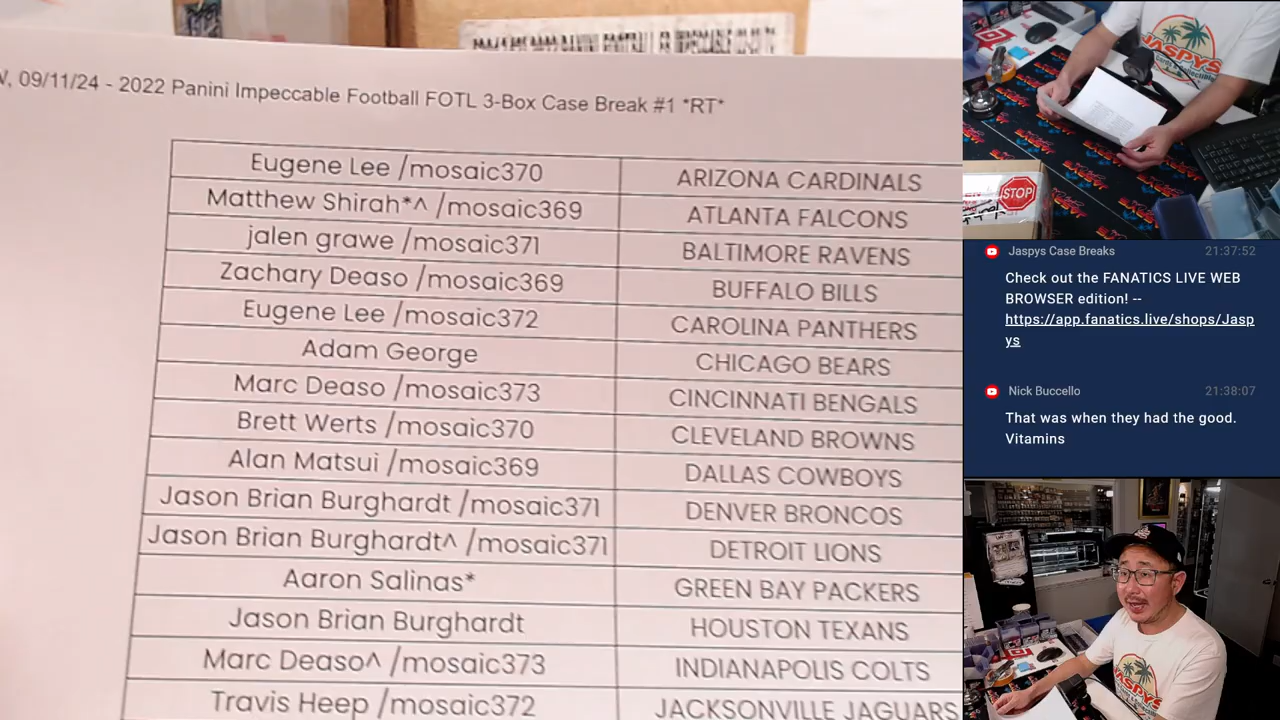 09/11/24 - 2022 Panini Impeccable Football FOTL 3-Box Case Break #1 *RT*
Eugene Lee /mosaic370 ARIZONA CARDINALS
Matthew Shirah*^ /mosaic369 ATLANTA FALCONS
jalen grawe /mosaic371 BALTIMORE RAVENS
Zachary Deaso /mosaic369 BUFFALO BILLS
Eugene Lee /mosaic372 CAROLINA PANTHERS
Adam George CHICAGO BEARS
Marc Deaso /mosaic373 CINCINNATI BENGALS
Brett Werts /mosaic370 CLEVELAND BROWNS
Alan Matsui /mosaic369 DALLAS COWBOYS
Jason Brian Burghardt /mosaic371 DENVER BRONCOS
Jason Brian Burghardt^ /mosaic371 DETROIT LIONS
Aaron Salinas* GREEN BAY PACKERS
Jason Brian Burghardt HOUSTON TEXANS
Marc Deaso^ /mosaic373 INDIANAPOLIS COLTS
Travis Heep /mosaic372 JACKSONVILLE JAGUARS
JASPYS
STOP
Jaspys Case Breaks 21:37:52
Check out the FANATICS LIVE WEB
BROWSER edition! --
https://app.fanatics.live/shops/Jasp
ys
Nick Buccello 21:38:07
That was when they had the good.
Vitamins
JASPYS